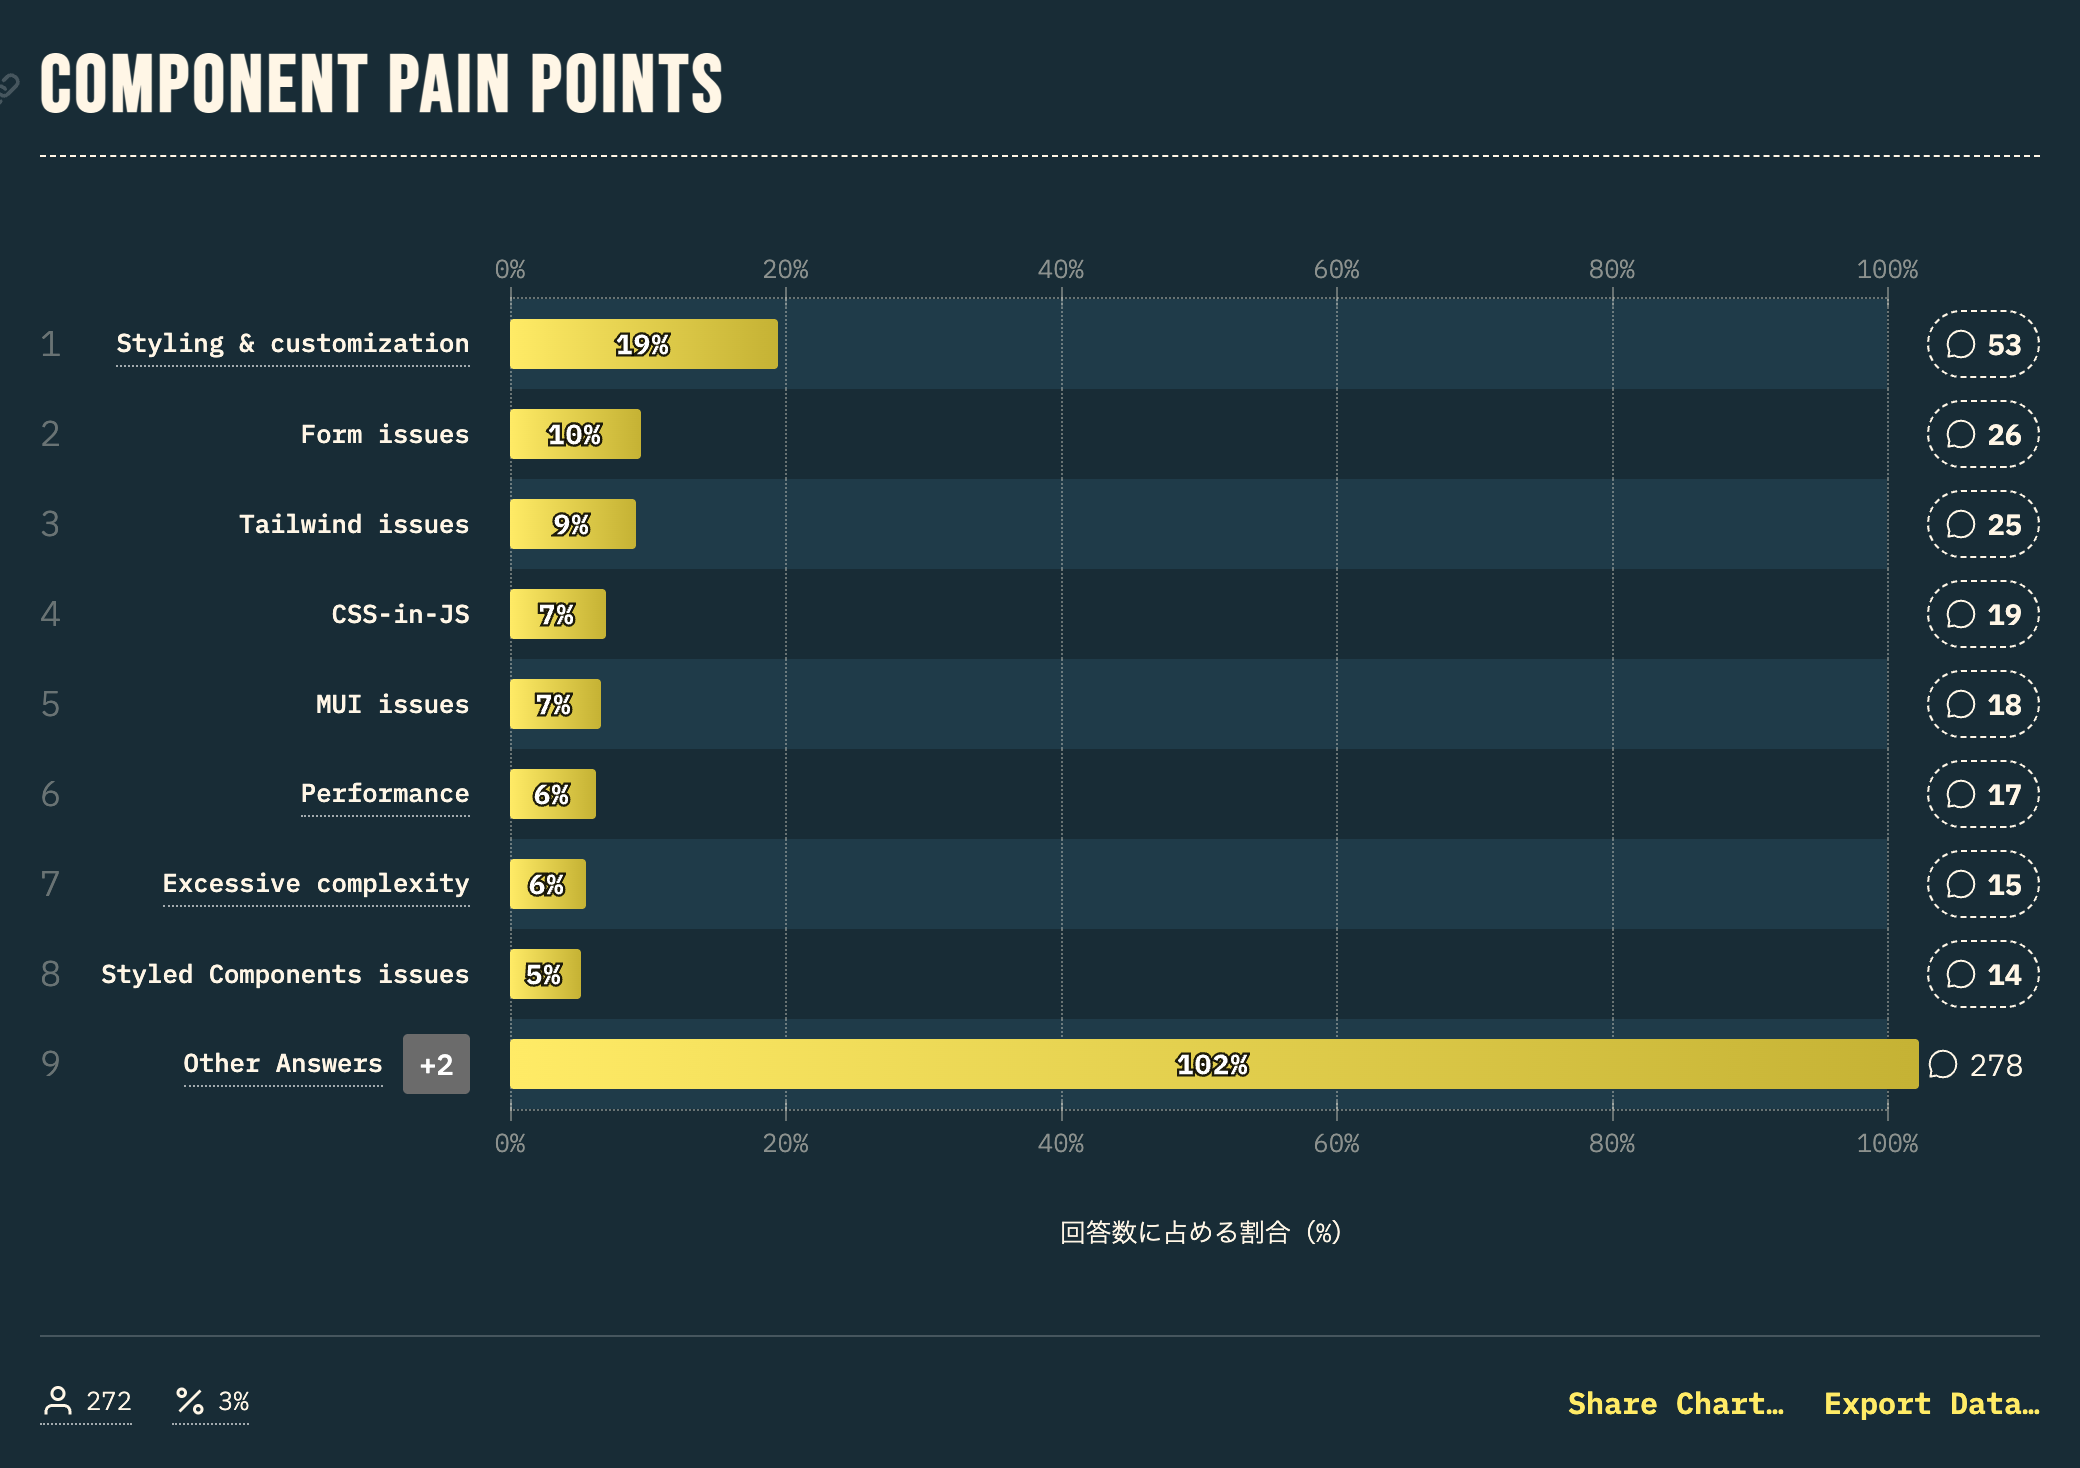 COMPONENT PAIN POINTS
0% 20% 40% 60% 80% 100%
1 Styling & customization 19% 53
2 Form issues 10% 26
3 Tailwind issues 9% 25
4 CSS-in-JS 7% 19
5 MUI issues 7% 18
6 Performance 6% 17
7 Excessive complexity 6% 15
8 Styled Components issues 5% 14
9 Other Answers +2 102% 278
0% 20% 40% 60% 80% 100%
回答数に占める割合 (%)
272 3% Share Chart… Export Data…